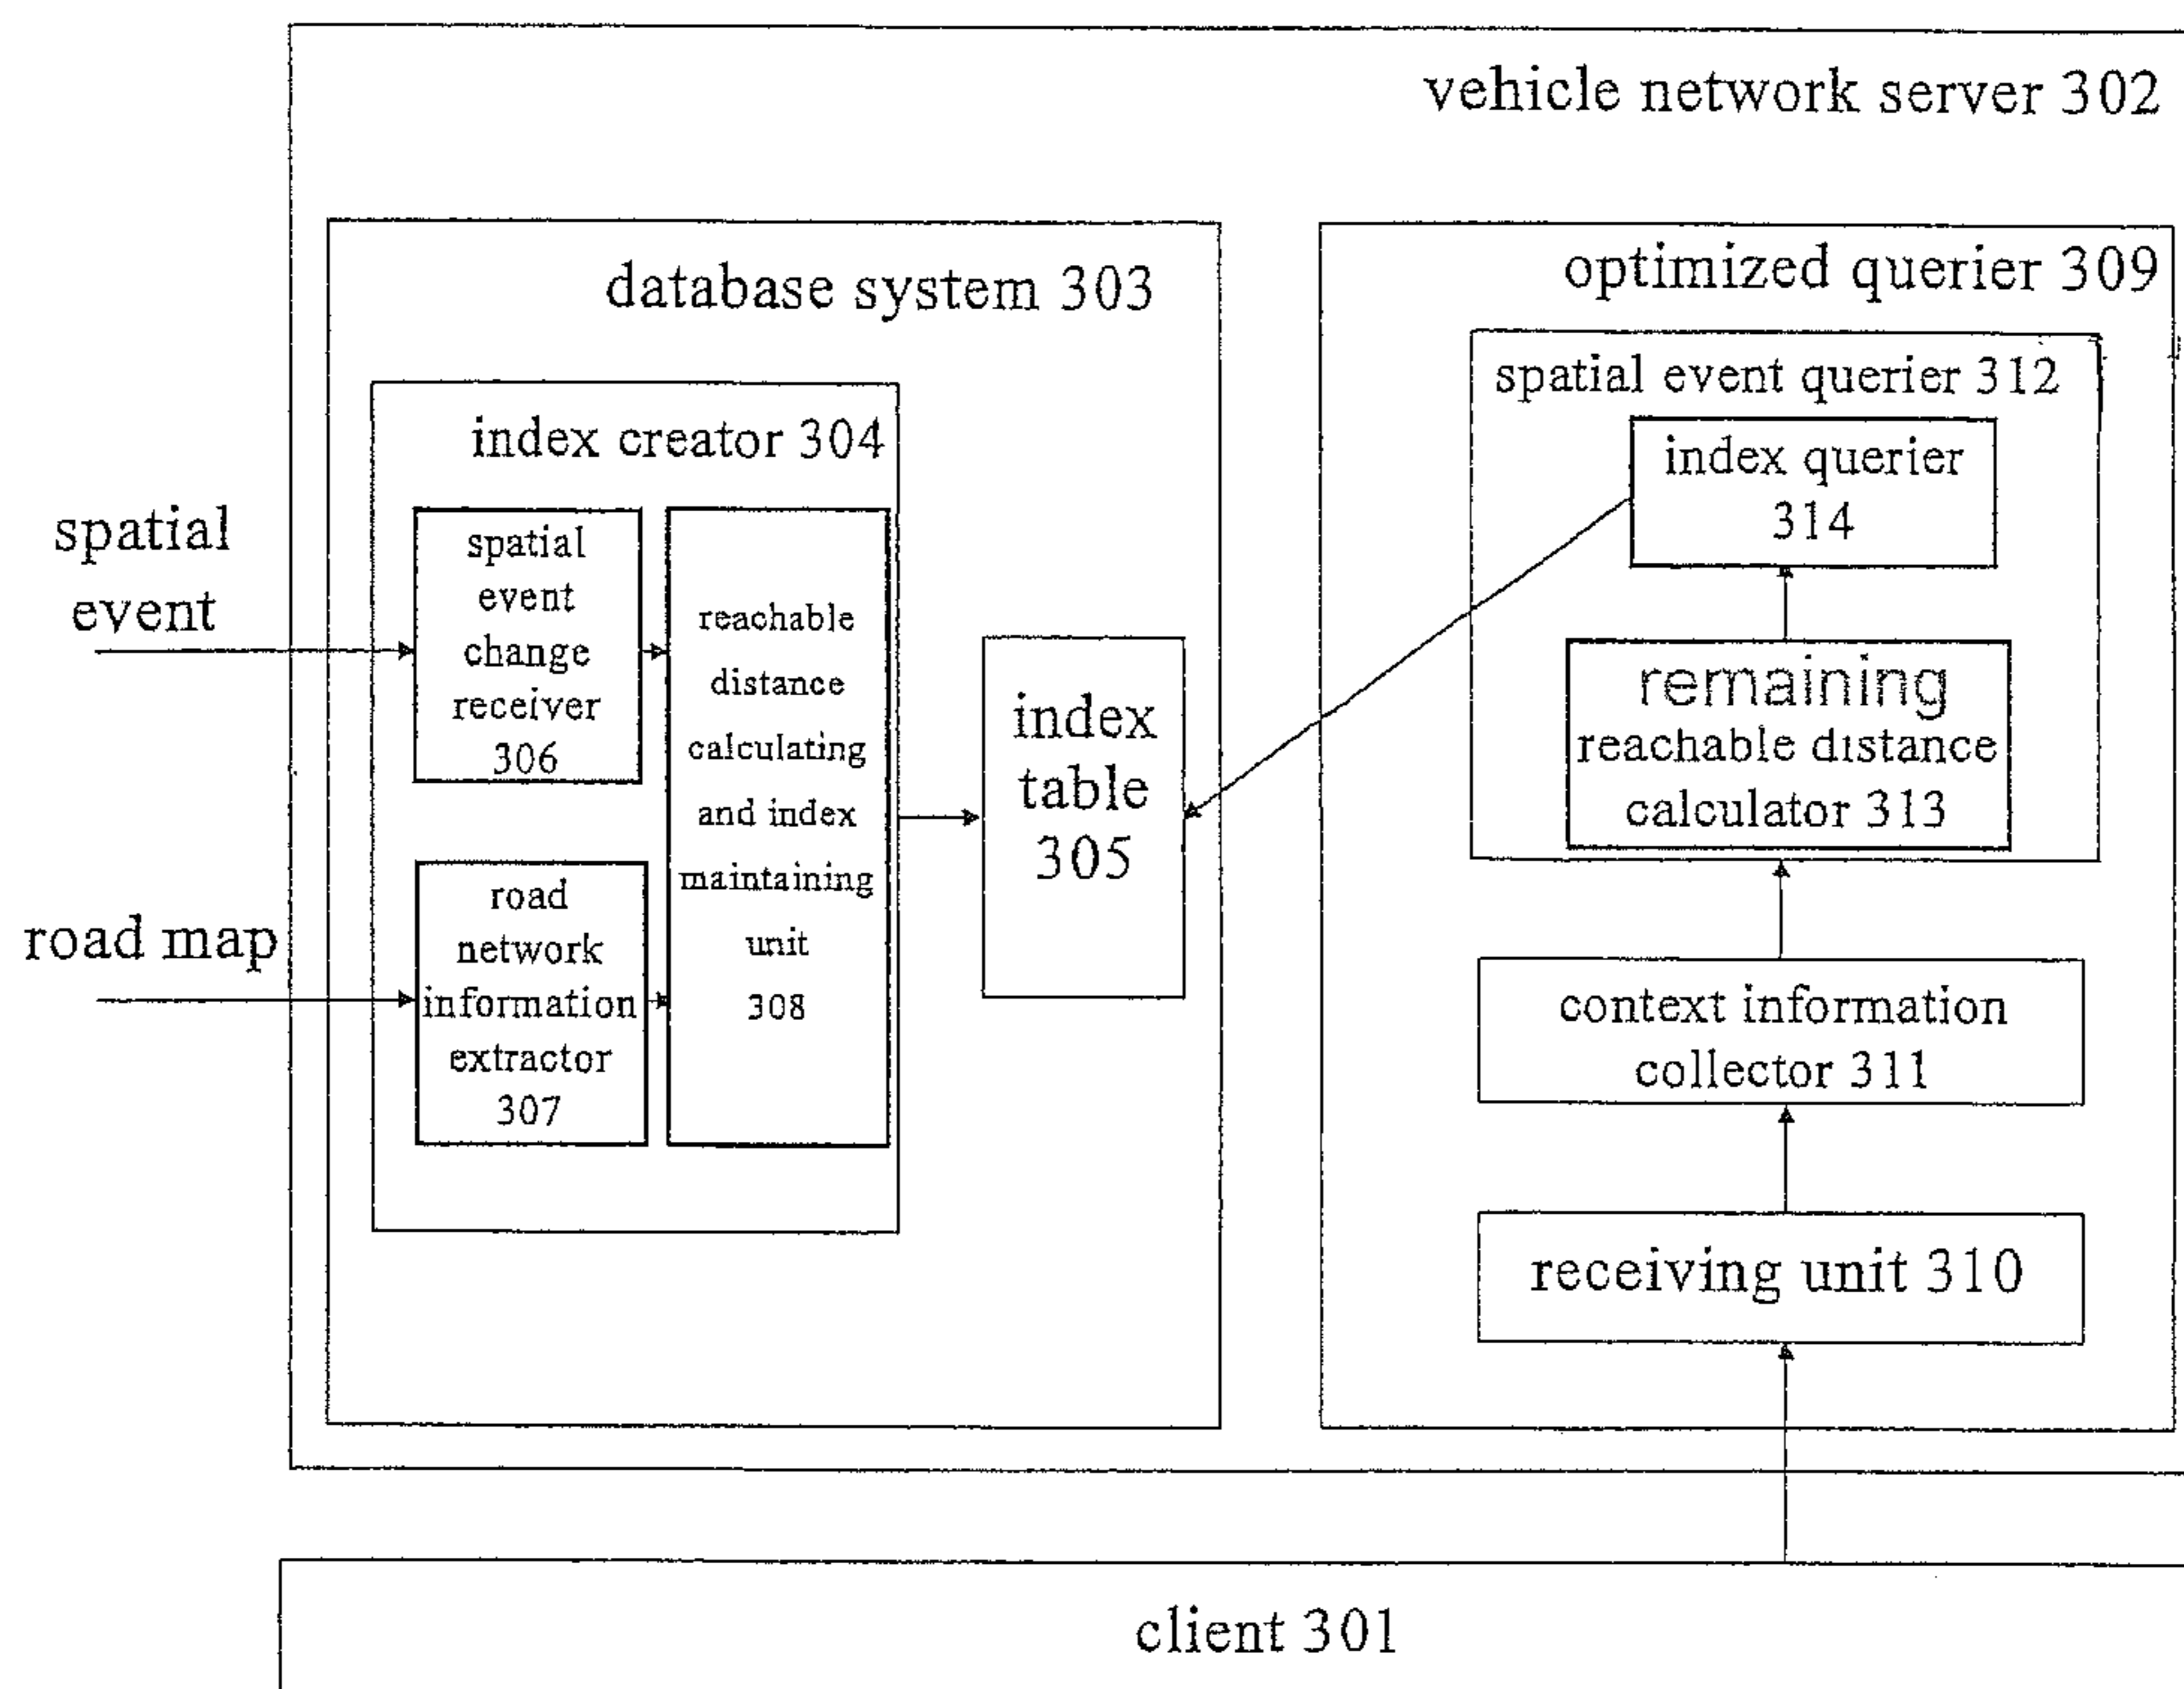 vehicle network server 302
database system 303
index creator 304
spatial
event
spatial
event
change
receiver
306
road map
road
network
information
extractor
307
reachable
distance
calculating
and index
maintaining
unit
308
index
table
305
optimized querier 309
spatial event querier 312
index querier
314
remaining
reachable distance
calculator 313
context information
collector 311
receiving unit 310
client 301